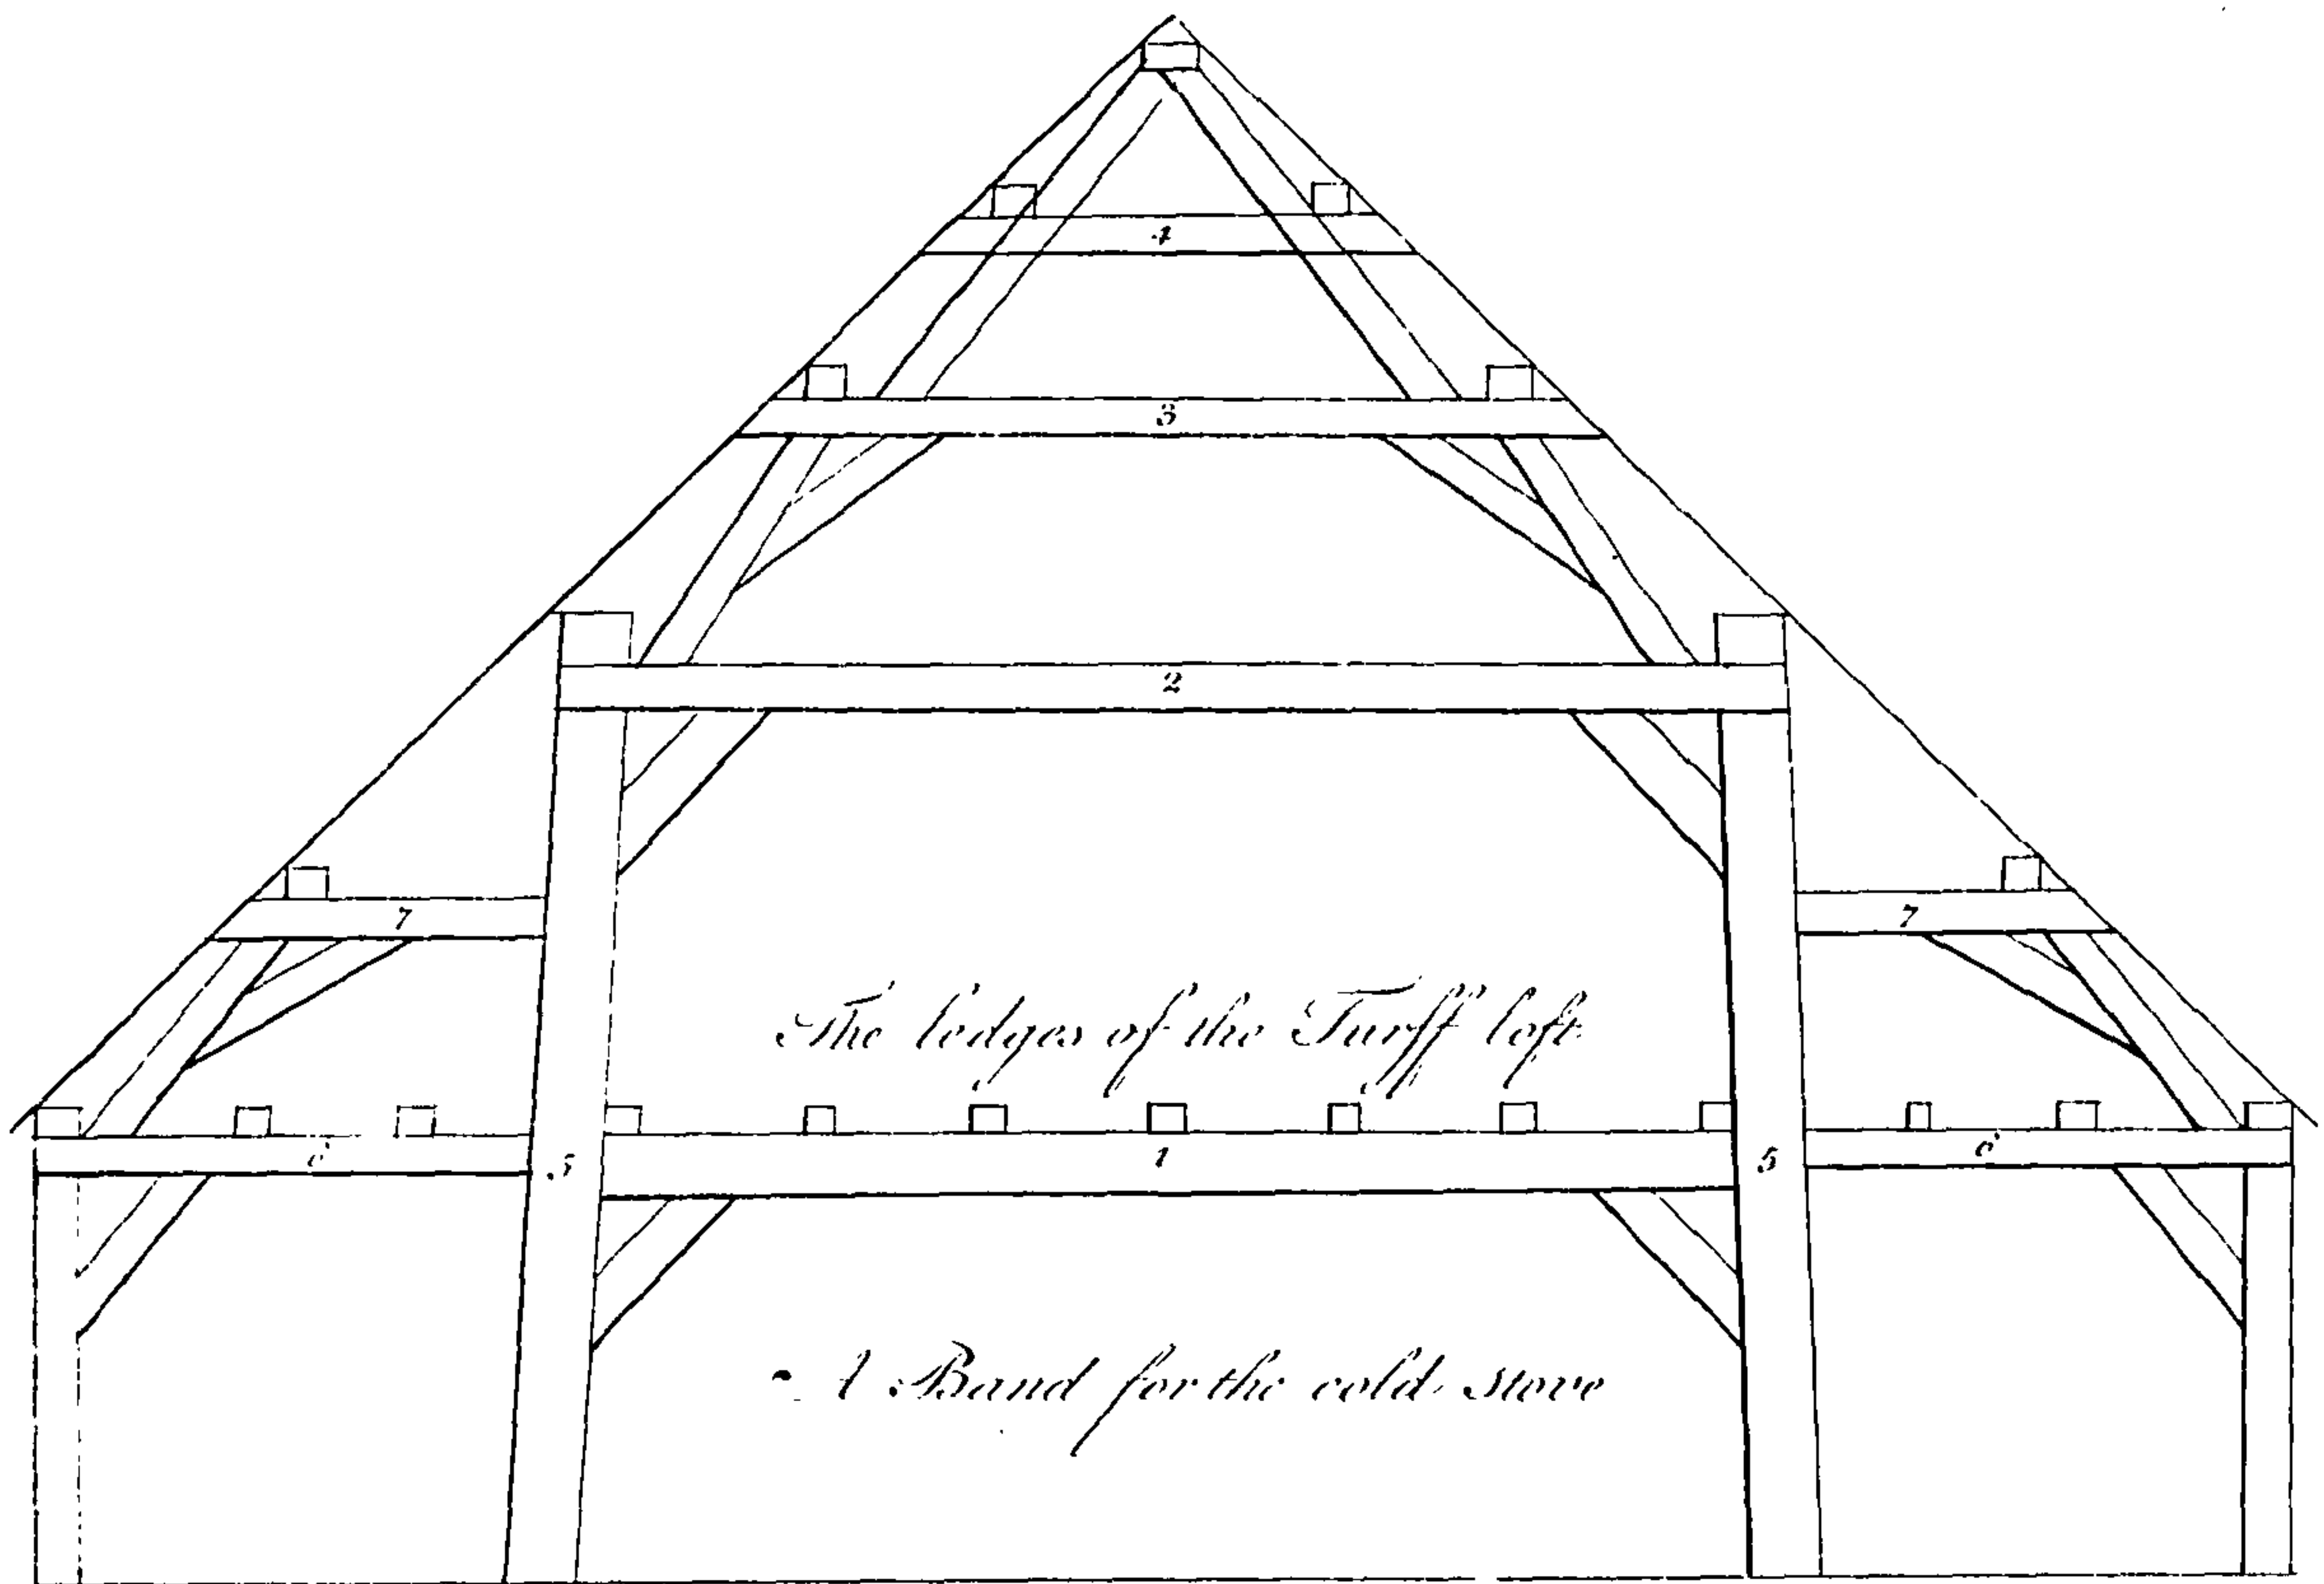 4
3
2
7 7
The ledges of the Turff loft
6 5 1 5 6
A Band for the cold stove